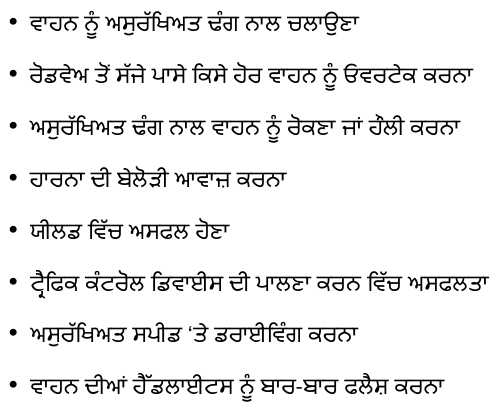 • ਵਾਹਨ ਨੂੰ ਅਸੁਰੱਖਿਅਤ ਢੰਗ ਨਾਲ ਚਲਾਉਣਾ
• ਰੋਡਵੇਅ ਤੋਂ ਸੱਜੇ ਪਾਸੇ ਕਿਸੇ ਹੋਰ ਵਾਹਨ ਨੂੰ ਓਵਰਟੇਕ ਕਰਨਾ
• ਅਸੁਰੱਖਿਅਤ ਢੰਗ ਨਾਲ ਵਾਹਨ ਨੂੰ ਰੋਕਣਾ ਜਾਂ ਹੌਲੀ ਕਰਨਾ
• ਹਾਰਨਾ ਦੀ ਬੇਲੋੜੀ ਆਵਾਜ਼ ਕਰਨਾ
• ਯੀਲਡ ਵਿੱਚ ਅਸਫਲ ਹੋਣਾ
• ਟ੍ਰੈਫਿਕ ਕੰਟਰੋਲ ਡਿਵਾਈਸ ਦੀ ਪਾਲਣਾ ਕਰਨ ਵਿੱਚ ਅਸਫਲਤਾ
• ਅਸੁਰੱਖਿਅਤ ਸਪੀਡ ‘ਤੇ ਡਰਾਈਵਿੰਗ ਕਰਨਾ
• ਵਾਹਨ ਦੀਆਂ ਹੈੱਡਲਾਈਟਸ ਨੂੰ ਬਾਰ-ਬਾਰ ਫਲੈਸ਼ ਕਰਨਾ